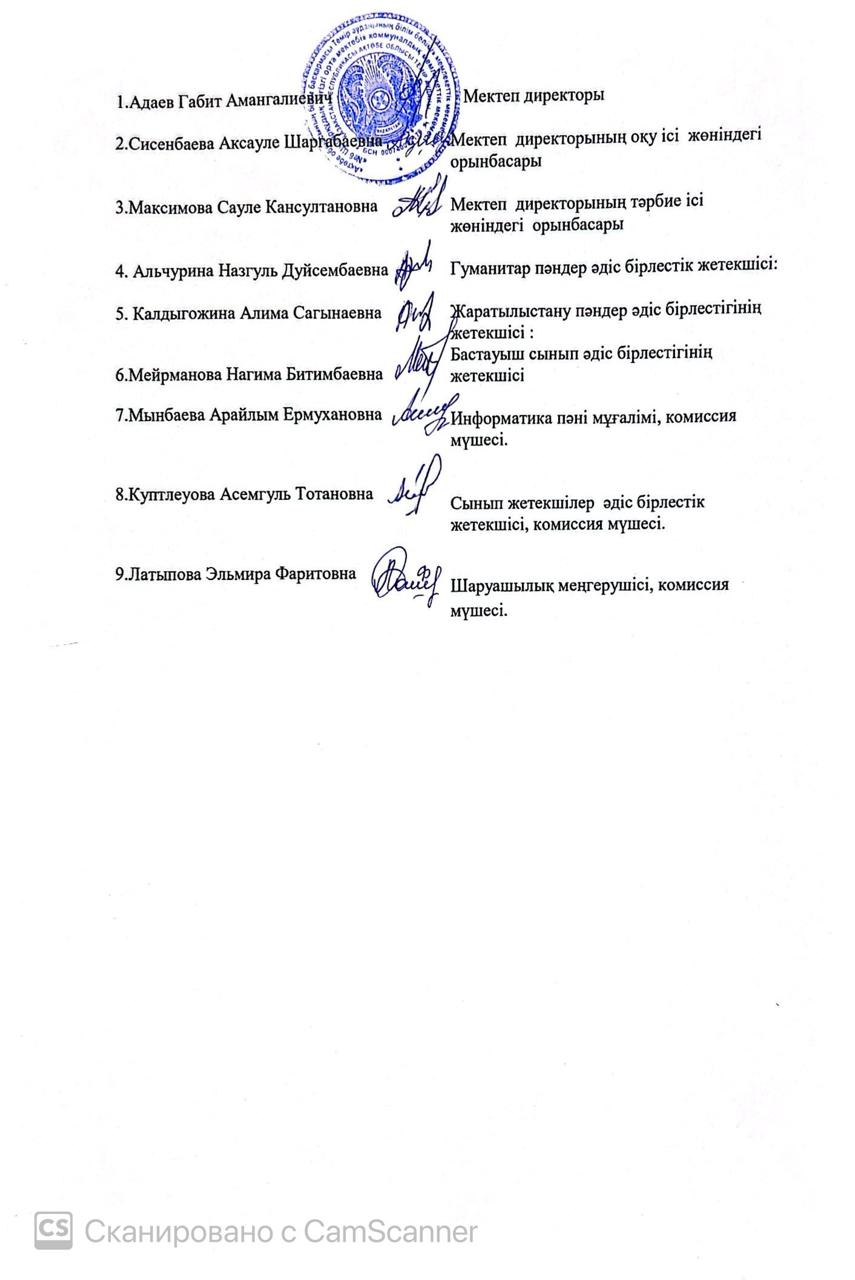 1.Адаев Габит Амангалиевич Мектеп директоры
2.Сисенбаева Аксауле Шаргабаевна Мектеп директорының оқу ісі жөніндегі
орынбасары
3.Максимова Сауле Кансултановна Мектеп директорының тәрбие ісі
жөніндегі орынбасары
4. Альчурина Назгуль Дуйсембаевна Гуманитар пәндер әдіс бірлестік жетекшісі:
5. Калдыгожина Алима Сагынаевна Жаратылыстану пәндер әдіс бірлестігінің
жетекшісі :
Бастауыш сынып әдіс бірлестігінің
6.Мейрманова Нагима Битимбаевна жетекшісі
7.Мынбаева Арайлым Ермухановна Информатика пәні мұғалімі, комиссия
мүшесі.
8.Куптлеуова Асемгуль Тотановна Сынып жетекшілер әдіс бірлестік
жетекшісі, комиссия мүшесі.
9.Латыпова Эльмира Фаритовна Шаруашылық меңгерушісі, комиссия
мүшесі.
CS Сканировано с CamScanner